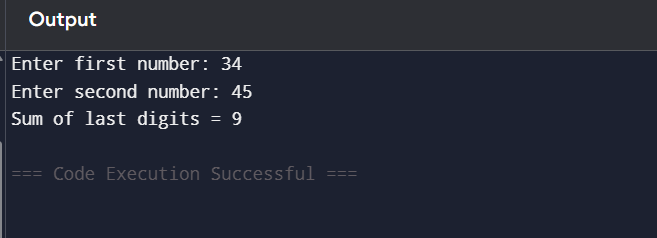 Output
Enter first number: 34
Enter second number: 45
Sum of last digits = 9
=== Code Execution Successful ===